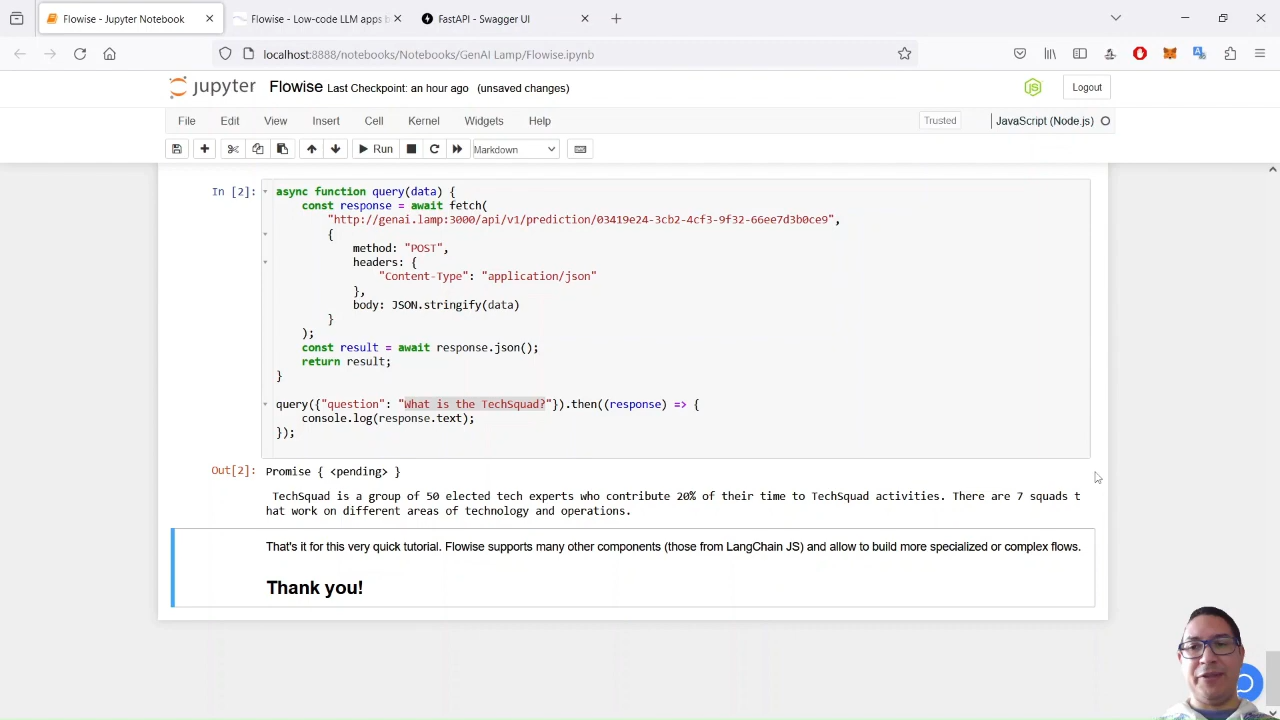 Flowise - Jupyter Notebook
Flowise - Low-code LLM apps b
FastAPI - Swagger UI
localhost:8888/notebooks/Notebooks/GenAI Lamp/Flowise.ipynb
jupyter Flowise Last Checkpoint: an hour ago (unsaved changes)
Logout
File Edit View Insert Cell Kernel Widgets Help
Trusted
JavaScript (Node.js)
Run
Markdown
In [2]:
async function query(data) {
const response = await fetch(
"http://genai.lamp:3000/api/v1/prediction/03419e24-3cb2-4cf3-9f32-66ee7d3b0ce9",
{
method: "POST",
headers: {
"Content-Type": "application/json"
},
body: JSON.stringify(data)
}
);
const result = await response.json();
return result;
}
query({"question": "What is the TechSquad?"}).then((response) => {
console.log(response.text);
});
Out[2]: Promise { <pending> }
TechSquad is a group of 50 elected tech experts who contribute 20% of their time to TechSquad activities. There are 7 squads t
hat work on different areas of technology and operations.
That's it for this very quick tutorial. Flowise supports many other components (those from LangChain JS) and allow to build more specialized or complex flows.
Thank you!